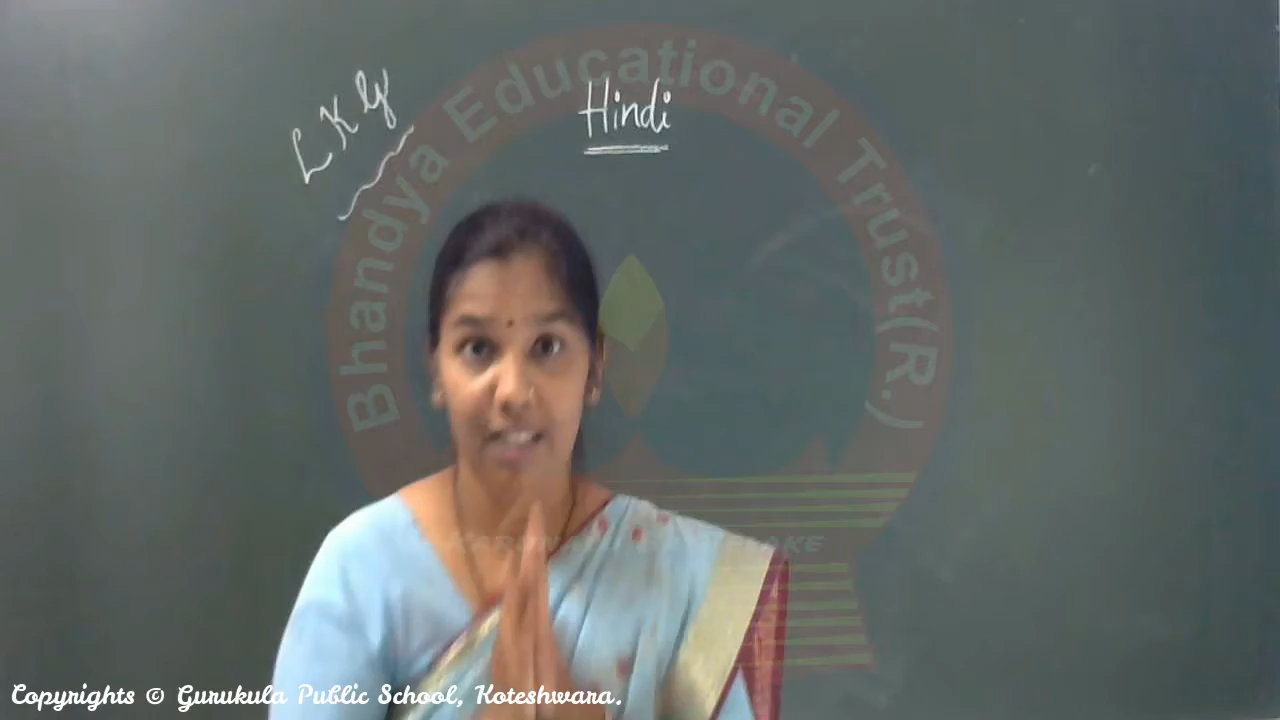 LKG
Hindi
Bhandya Educational Trust(R.)
Copyrights © Gurukula Public School, Koteshwara.